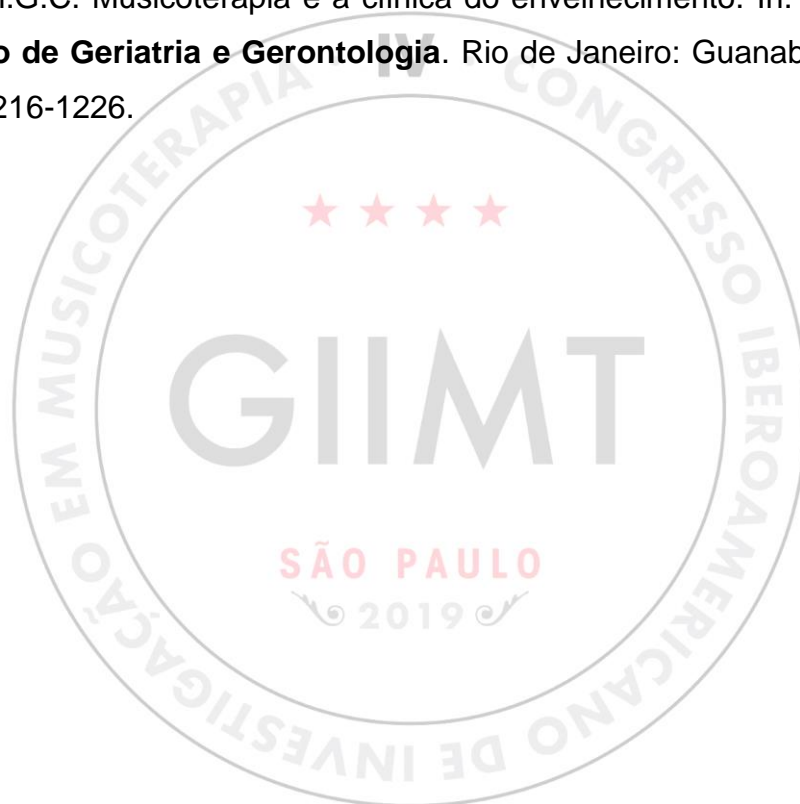 .G.C. Musicoterapia e a clínica do envelhecimento. In.
o de Geriatria e Gerontologia. Rio de Janeiro: Guanab
216-1226.
IV CONGRESSO IBEROAMERICANO DE INVESTIGAÇÃO EM MUSICOTERAPIA
GIIMT
SÃO PAULO
2019